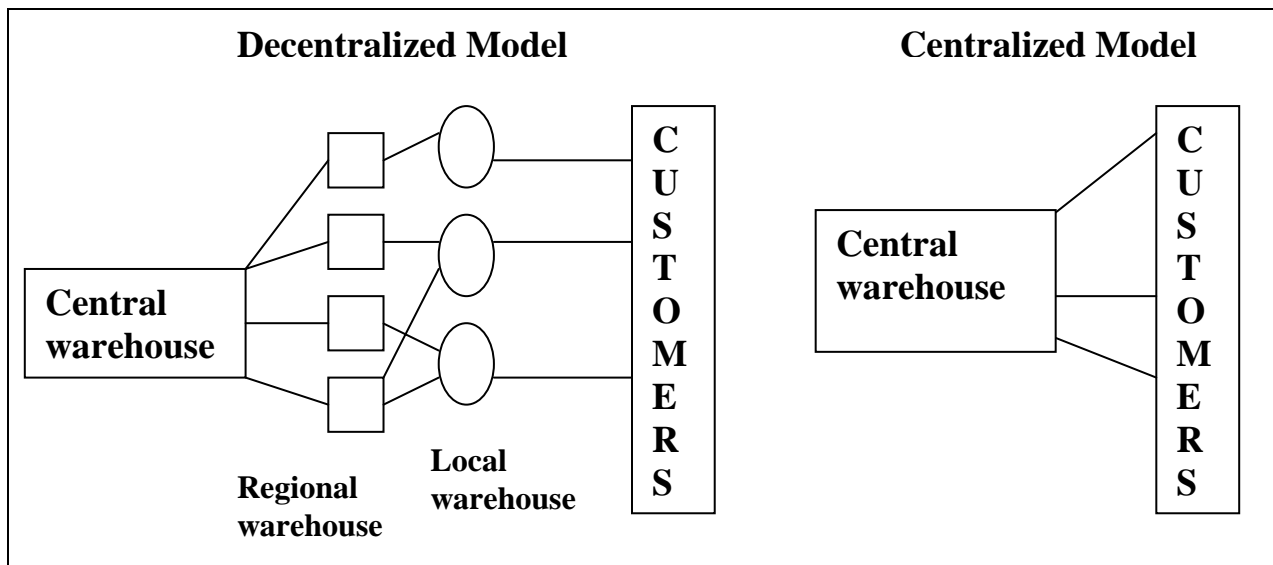 Decentralized Model
Centralized Model
Central
warehouse
Regional
warehouse
Local
warehouse
C
U
S
T
O
M
E
R
S
Central
warehouse
C
U
S
T
O
M
E
R
S